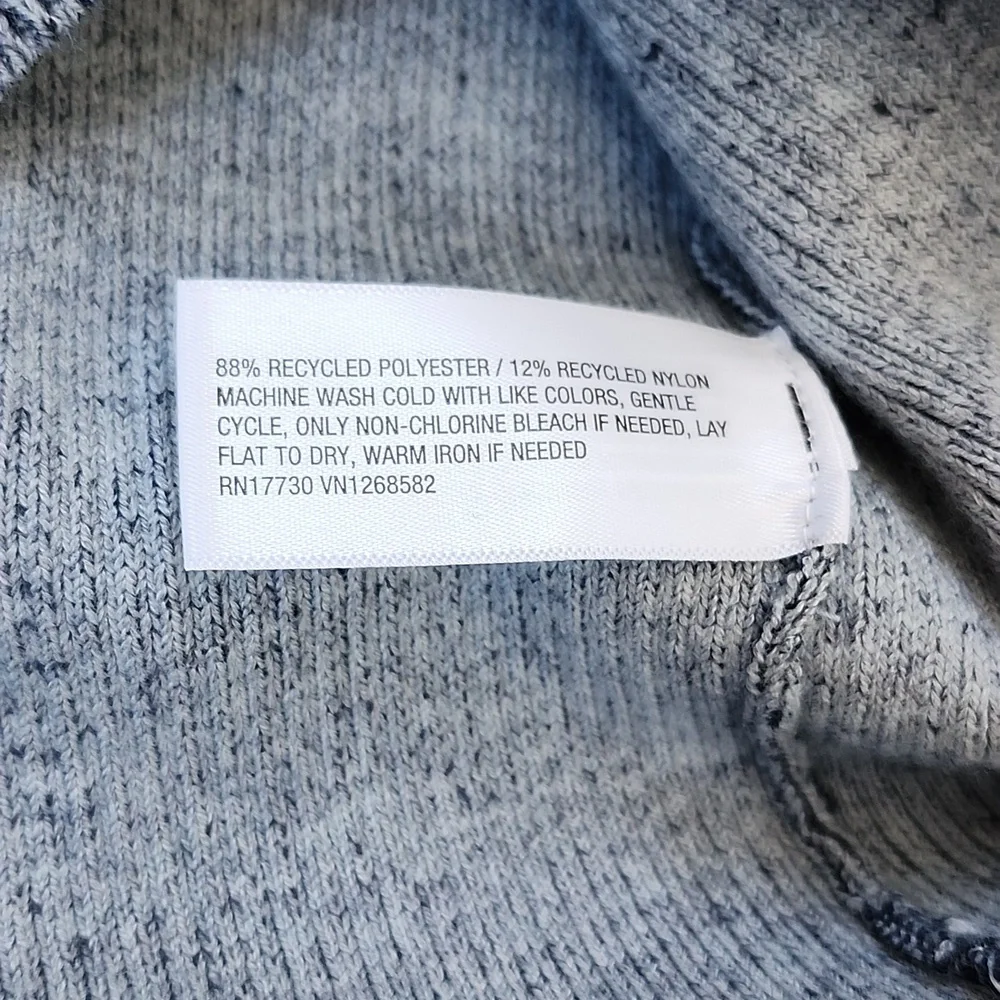 88% RECYCLED POLYESTER / 12% RECYCLED NYLON
MACHINE WASH COLD WITH LIKE COLORS, GENTLE
CYCLE, ONLY NON-CHLORINE BLEACH IF NEEDED, LAY
FLAT TO DRY, WARM IRON IF NEEDED
RN17730 VN1268582